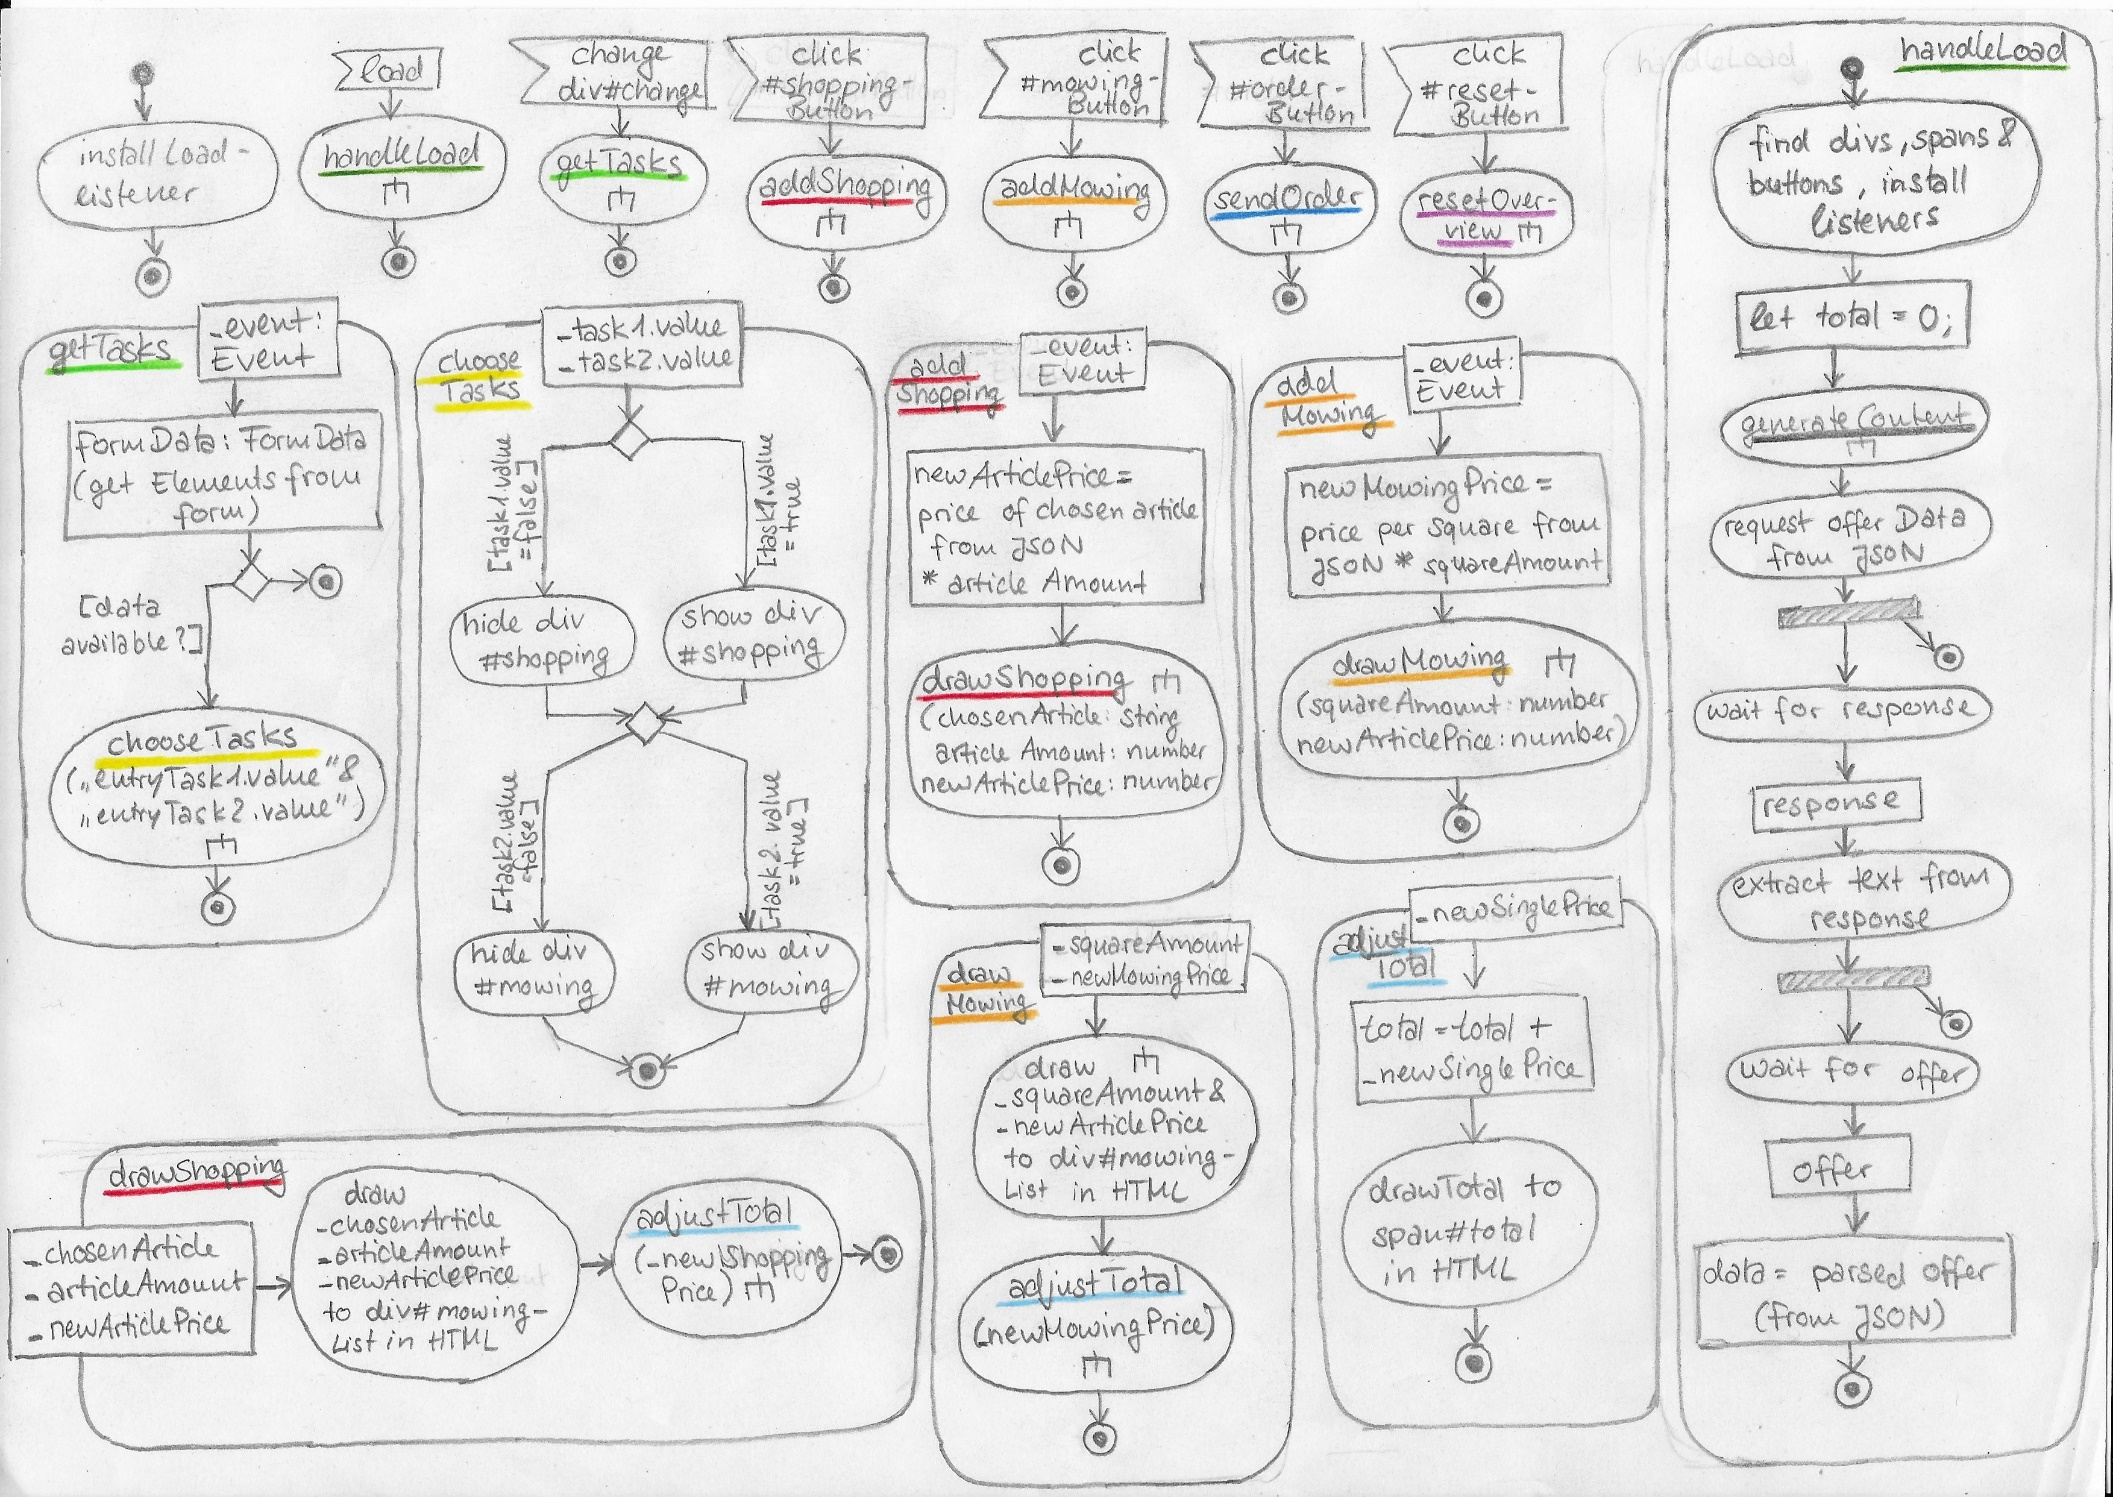 install Load-
listener
load
handleLoad
change
div#change
getTasks
click
#shopping-
Button
addShopping
click
#mowing-
Button
addMowing
click
#order-
Button
sendOrder
click
#reset-
Button
resetOver-
view
handleLoad
find divs, spans &
buttons, install
listeners
let total = 0;
generateContent
request offer Data
from JSON
wait for response
response
extract text from
response
wait for offer
offer
data = parsed offer
(from JSON)
getTasks
_event:
Event
formData: FormData
(get Elements from
form)
[data
available?]
chooseTasks
(„entryTask1.value" &
„entryTask2.value")
choose
Tasks
_task1.value
_task2.value
[task1.value
=false]
[task1.value
=true
hide div
#shopping
show div
#shopping
[task2.value
=false]
[task2.value
=true]
hide div
#mowing
show div
#mowing
add
Shopping
_event:
Event
newArticlePrice =
price of chosen article
from JSON
* article Amount
drawShopping
(chosenArticle: string
article Amount: number
newArticlePrice: number
add
Mowing
_event:
Event
newMowingPrice =
price per square from
JSON * squareAmount
drawMowing
(squareAmount: number
newArticlePrice: number)
draw
Mowing
_squareAmount
_newMowingPrice
draw
_squareAmount &
_newArticlePrice
to div#mowing-
List in HTML
adjustTotal
(newMowingPrice)
adjust
Total
_newSinglePrice
total = total +
_newSinglePrice
drawTotal to
span#total
in HTML
drawShopping
_chosenArticle
_articleAmount
_newArticlePrice
draw
_chosenArticle
_articleAmount
_newArticlePrice
to div#mowing-
List in HTML
adjustTotal
(_newShopping
Price)